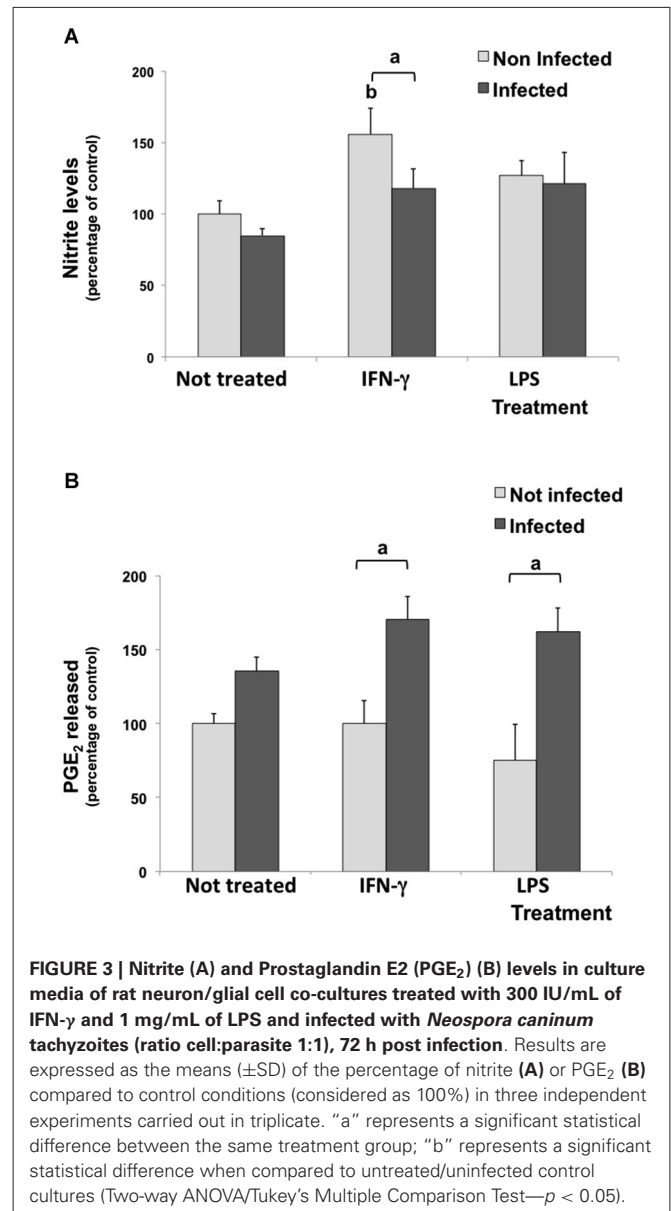 A
Non Infected
Infected
a
b
200
150
100
50
0
Nitrite levels
(percentage of control)
Not treated
IFN-γ
LPS
Treatment
B
Not infected
Infected
a
a
200
150
100
50
0
PGE₂ released
(percentage of control)
Not treated
IFN-γ
LPS
Treatment
FIGURE 3 | Nitrite (A) and Prostaglandin E2 (PGE₂) (B) levels in culture
media of rat neuron/glial cell co-cultures treated with 300 IU/mL of
IFN-γ and 1 mg/mL of LPS and infected with Neospora caninum
tachyzoites (ratio cell:parasite 1:1), 72 h post infection. Results are
expressed as the means (±SD) of the percentage of nitrite (A) or PGE₂ (B)
compared to control conditions (considered as 100%) in three independent
experiments carried out in triplicate. “a” represents a significant statistical
difference between the same treatment group; “b” represents a significant
statistical difference when compared to untreated/uninfected control
cultures (Two-way ANOVA/Tukey’s Multiple Comparison Test—p < 0.05).